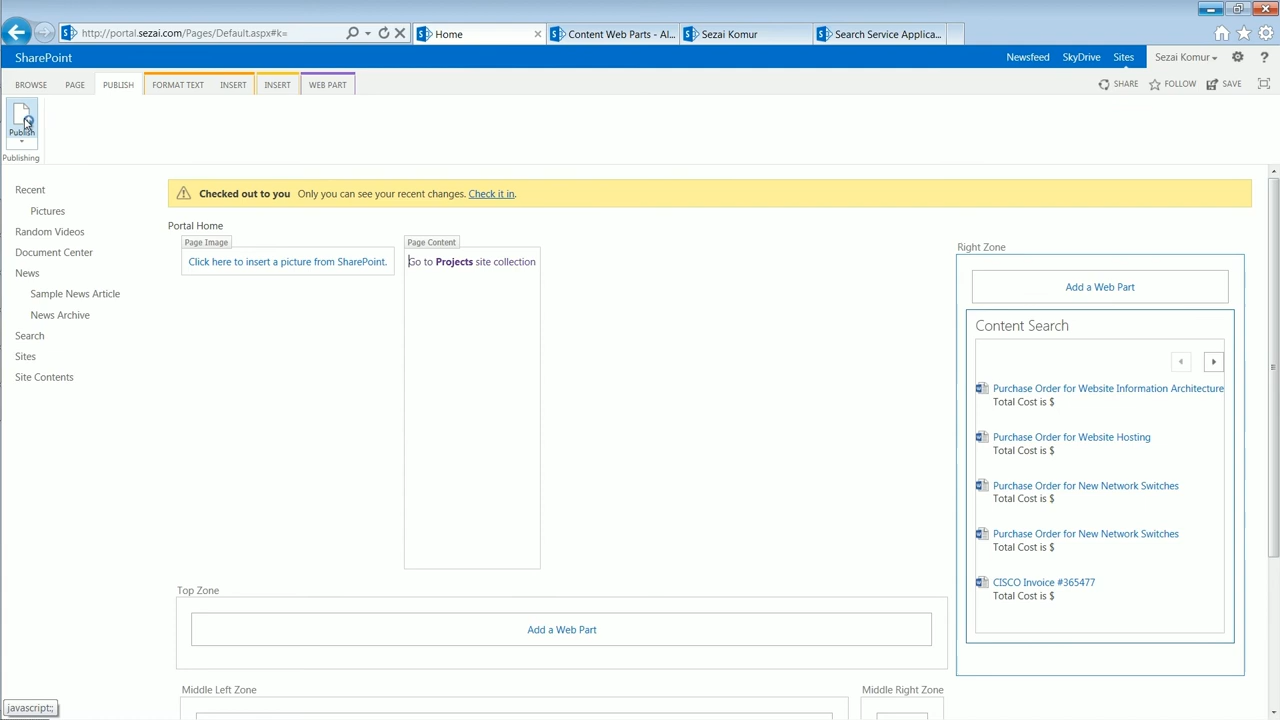 http://portal.sezai.com/Pages/Default.aspx#k=
Home
Content Web Parts - Al...
Sezai Komur
Search Service Applica...
SharePoint
Newsfeed
SkyDrive
Sites
Sezai Komur
?
BROWSE
PAGE
PUBLISH
FORMAT TEXT
INSERT
INSERT
WEB PART
SHARE
FOLLOW
SAVE
Publish
Publishing
Recent
Pictures
Random Videos
Document Center
News
Sample News Article
News Archive
Search
Sites
Site Contents
Checked out to you Only you can see your recent changes. Check it in.
Portal Home
Page Image
Click here to insert a picture from SharePoint.
Page Content
Go to Projects site collection
Right Zone
Add a Web Part
Content Search
Purchase Order for Website Information Architecture
Total Cost is $
Purchase Order for Website Hosting
Total Cost is $
Purchase Order for New Network Switches
Total Cost is $
Purchase Order for New Network Switches
Total Cost is $
CISCO Invoice #365477
Total Cost is $
Top Zone
Add a Web Part
Middle Left Zone
Middle Right Zone
javascript:;